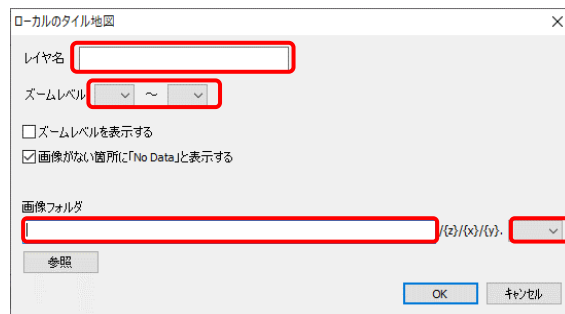 ローカルのタイル地図
レイヤ名
ズームレベル ～
ズームレベルを表示する
画像がない箇所に「No Data」と表示する
画像フォルダ
/{z}/{x}/{y}.
参照
OK キャンセル